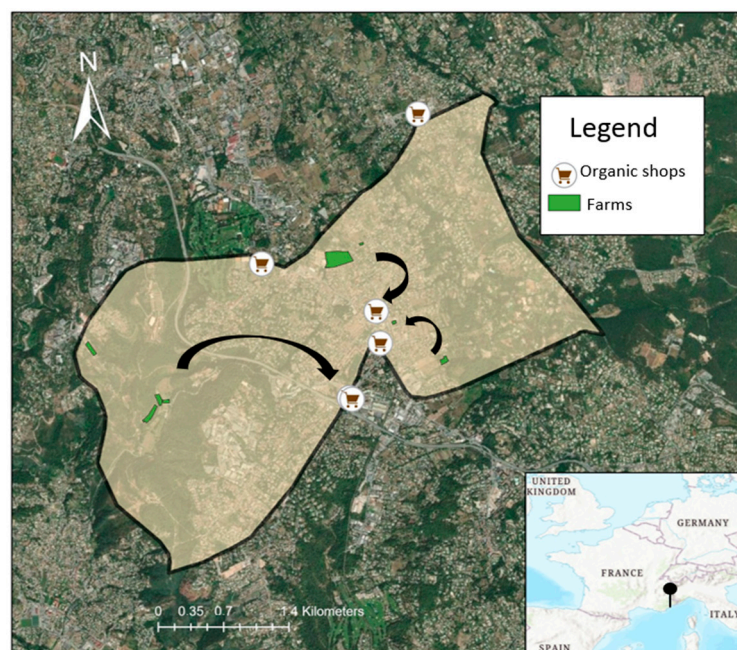 N
Legend
Organic shops
Farms
0 0.35 0.7 1.4 Kilometers
UNITED
KINGDOM
GERMANY
FRANCE
ITALY
SPAIN